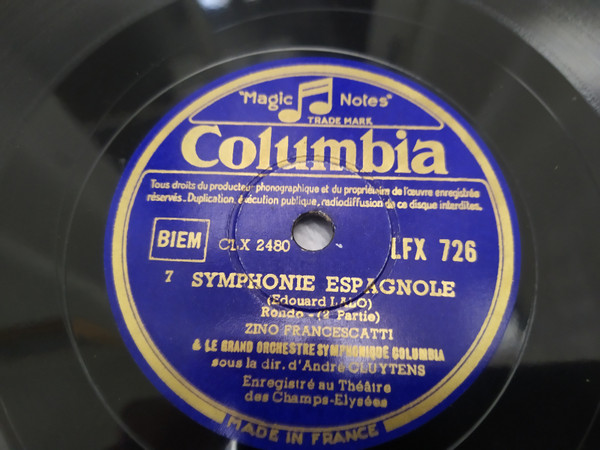 "Magic Notes"
TRADE MARK
Columbia
Tous droits du producteur phonographique et du propriétaire de l'œuvre enregistrée
réservés. Duplication, exécution publique, radiodiffusion de ce disque interdites.
BIEM CLX 2480 LFX 726
7 SYMPHONIE ESPAGNOLE
(Edouard LALO)
Rondo - (2e Partie)
ZINO FRANCESCATTI
& LE GRAND ORCHESTRE SYMPHONIQUE COLUMBIA
sous la dir. d'André CLUYTENS
Enregistré au Théâtre
des Champs-Elysées
MADE IN FRANCE